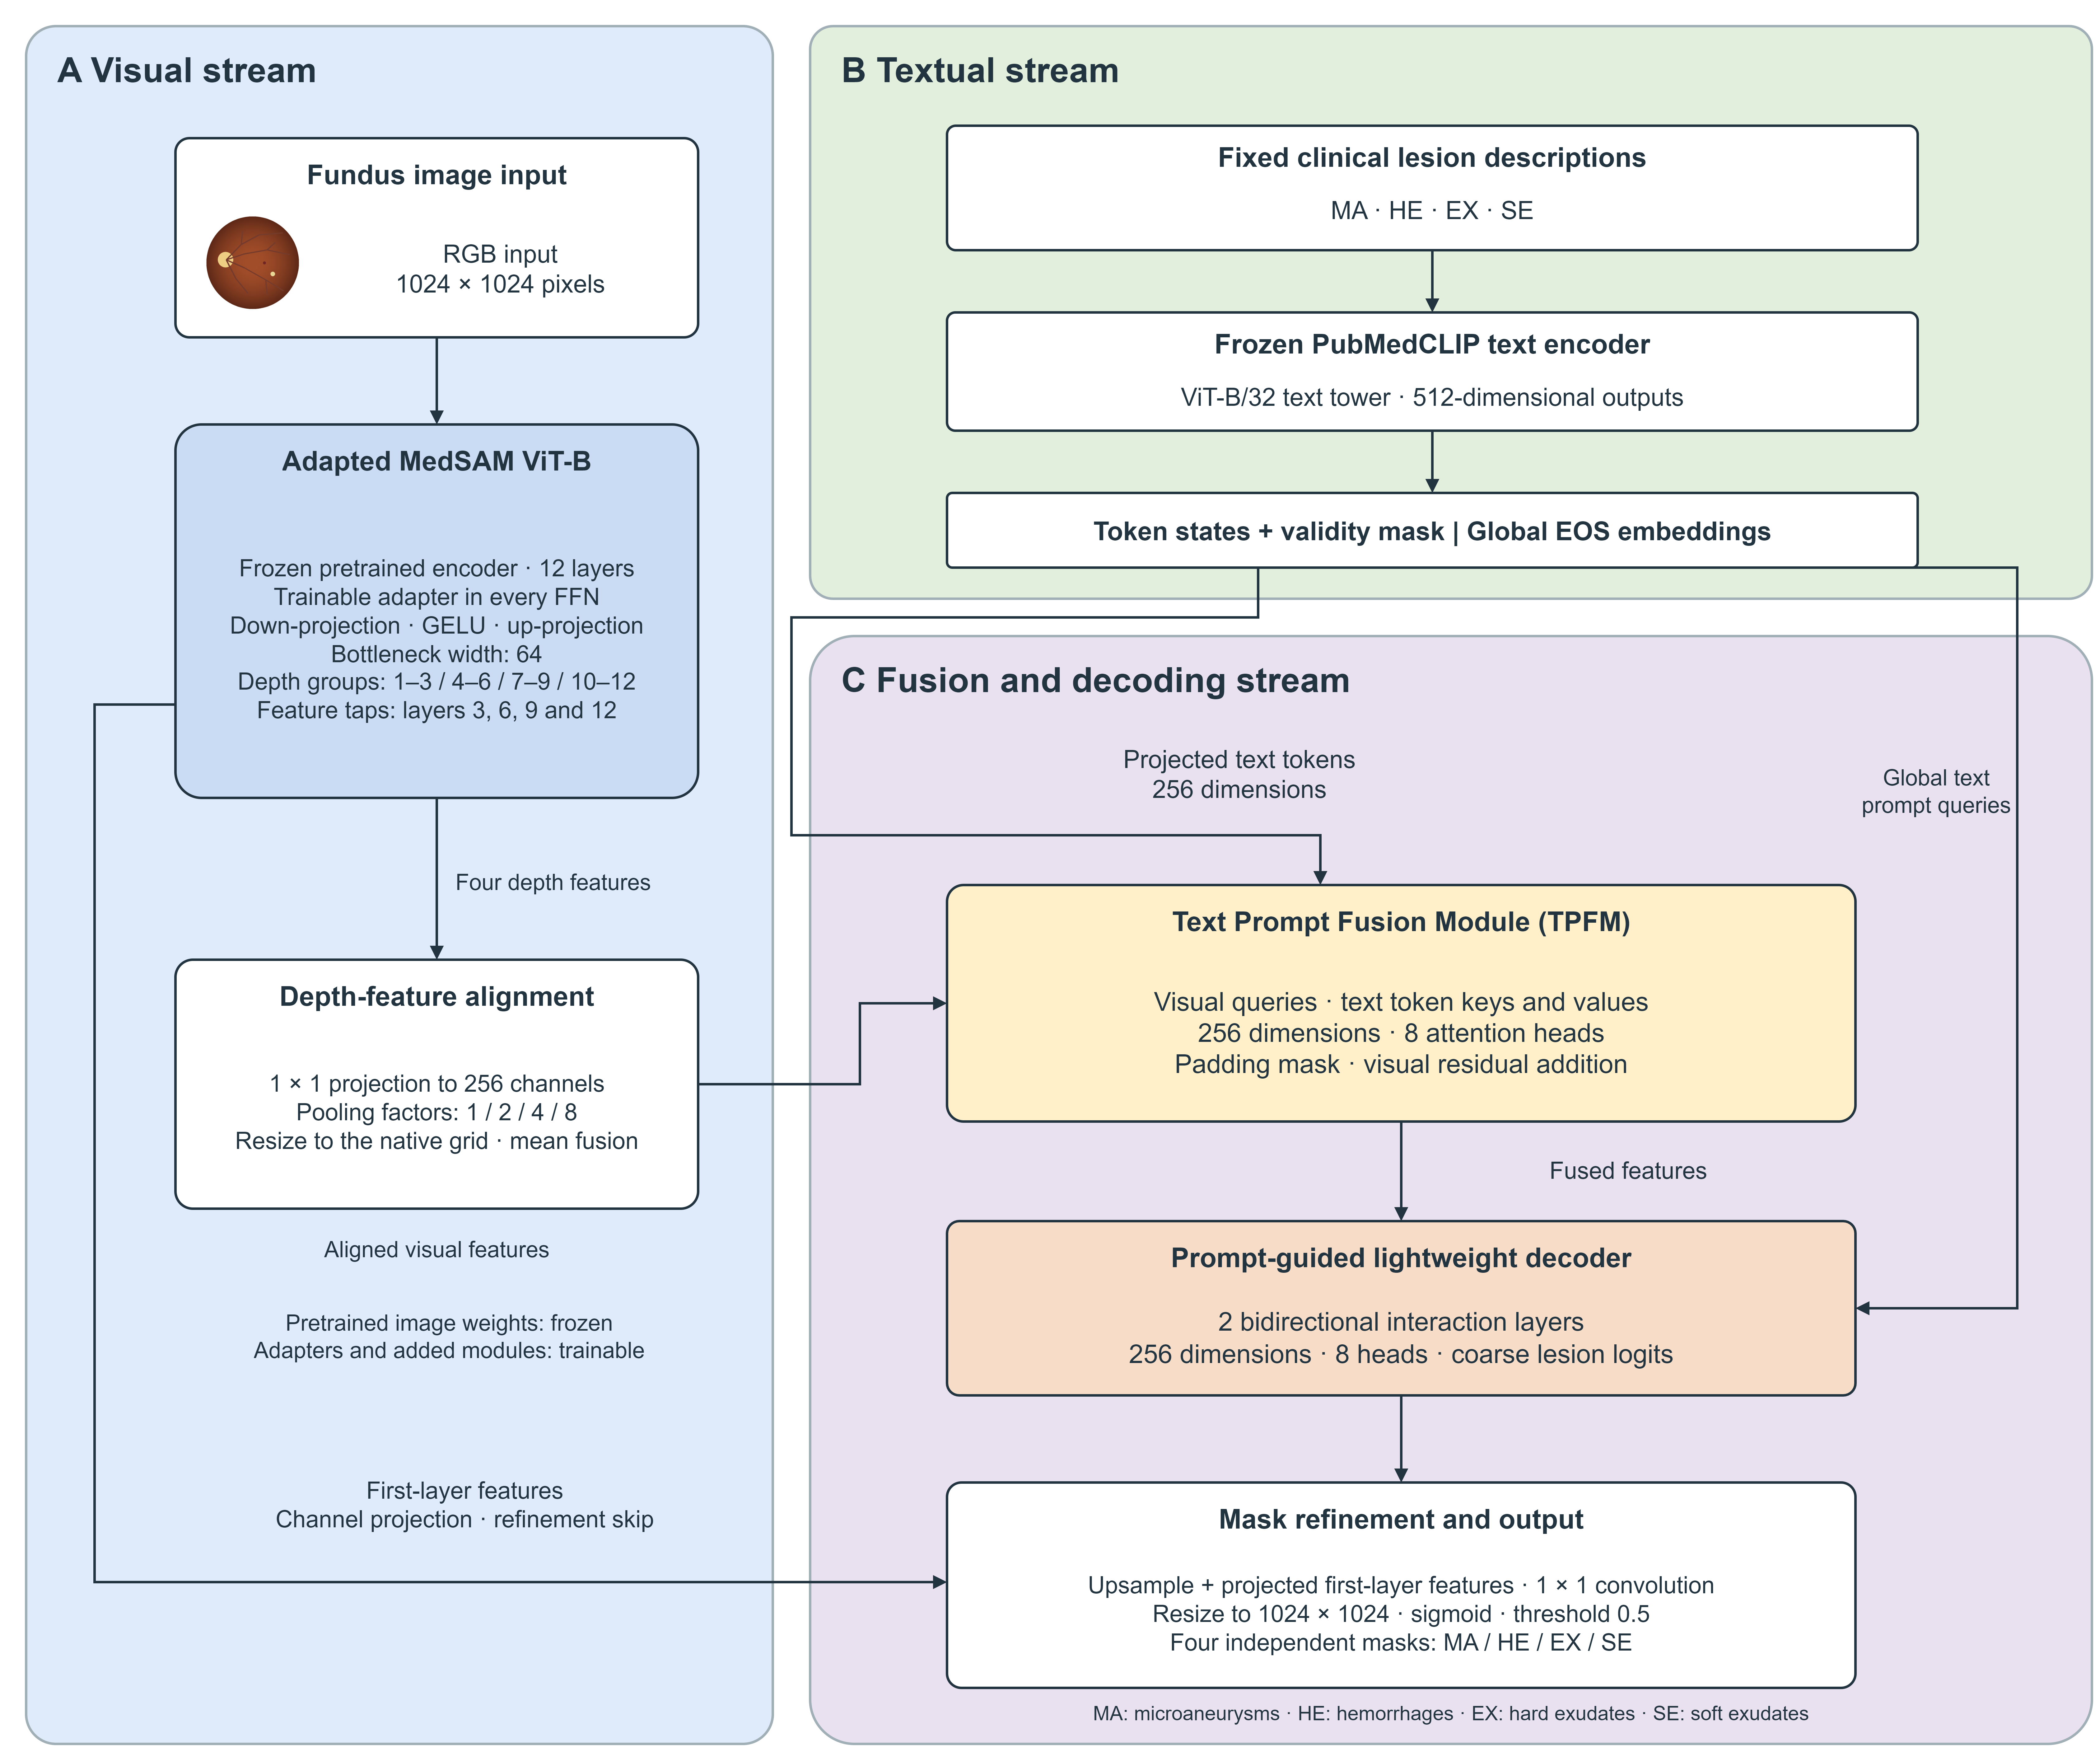 A Visual stream
Fundus image input
RGB input
1024 × 1024 pixels
Adapted MedSAM ViT-B
Frozen pretrained encoder · 12 layers
Trainable adapter in every FFN
Down-projection · GELU · up-projection
Bottleneck width: 64
Depth groups: 1–3 / 4–6 / 7–9 / 10–12
Feature taps: layers 3, 6, 9 and 12
Four depth features
Depth-feature alignment
1 × 1 projection to 256 channels
Pooling factors: 1 / 2 / 4 / 8
Resize to the native grid · mean fusion
Aligned visual features
Pretrained image weights: frozen
Adapters and added modules: trainable
First-layer features
Channel projection · refinement skip
B Textual stream
Fixed clinical lesion descriptions
MA · HE · EX · SE
Frozen PubMedCLIP text encoder
ViT-B/32 text tower · 512-dimensional outputs
Token states + validity mask | Global EOS embeddings
C Fusion and decoding stream
Projected text tokens
256 dimensions
Global text
prompt queries
Text Prompt Fusion Module (TPFM)
Visual queries · text token keys and values
256 dimensions · 8 attention heads
Padding mask · visual residual addition
Fused features
Prompt-guided lightweight decoder
2 bidirectional interaction layers
256 dimensions · 8 heads · coarse lesion logits
Mask refinement and output
Upsample + projected first-layer features · 1 × 1 convolution
Resize to 1024 × 1024 · sigmoid · threshold 0.5
Four independent masks: MA / HE / EX / SE
MA: microaneurysms · HE: hemorrhages · EX: hard exudates · SE: soft exudates